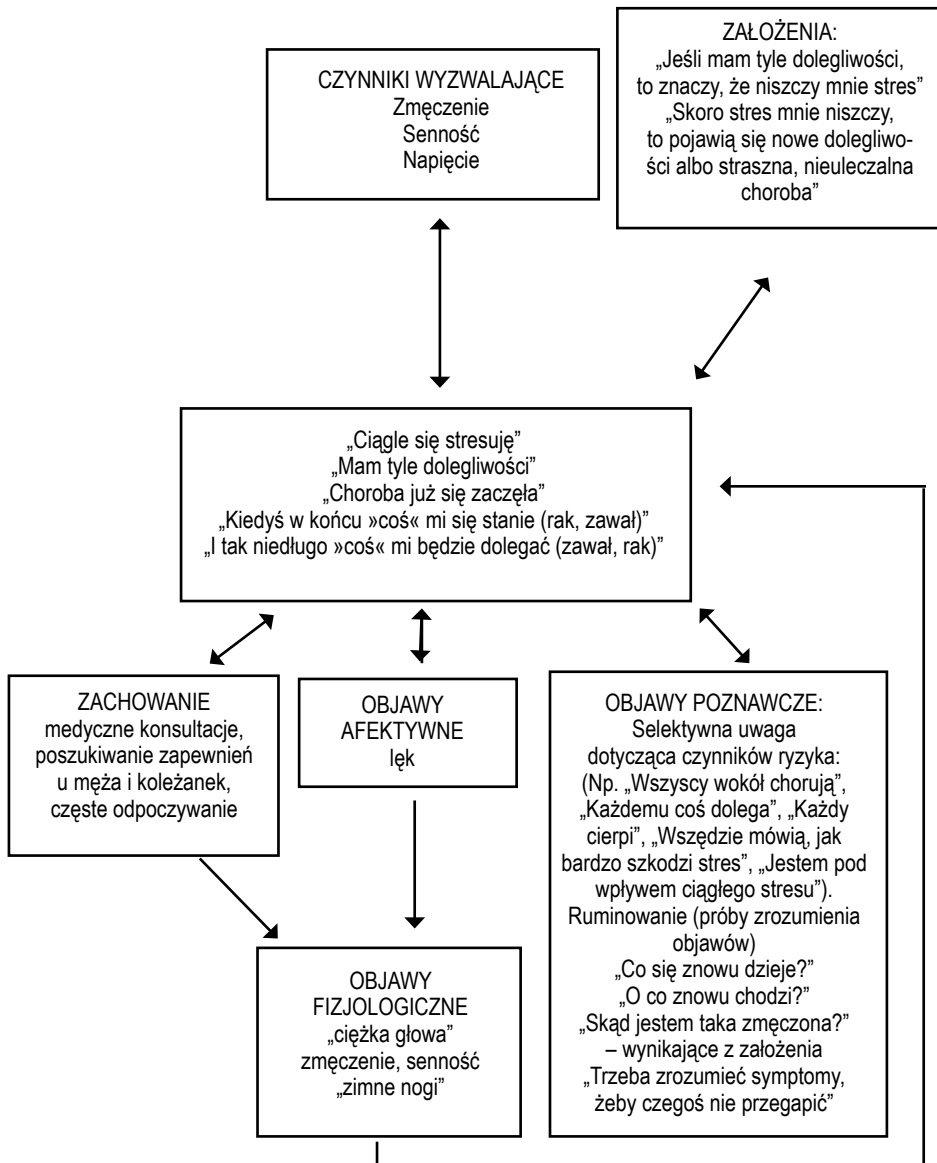 CZYNNIKI WYZWALAJĄCE
Zmęczenie
Senność
Napięcie
ZAŁOŻENIA:
„Jeśli mam tyle dolegliwości,
to znaczy, że niszczy mnie stres”
„Skoro stres mnie niszczy,
to pojawią się nowe dolegliwo-
ści albo straszna, nieuleczalna
choroba”
„Ciągle się stresuję”
„Mam tyle dolegliwości”
„Choroba już się zaczęła”
„Kiedyś w końcu »coś« mi się stanie (rak, zawał)”
„I tak niedługo »coś« mi będzie dolegać (zawał, rak)”
ZACHOWANIE
medyczne konsultacje,
poszukiwanie zapewnień
u męża i koleżanek,
częste odpoczywanie
OBJAWY
AFEKTYWNE
lęk
OBJAWY POZNAWCZE:
Selektywna uwaga
dotycząca czynników ryzyka:
(Np. „Wszyscy wokół chorują”,
„Każdemu coś dolega”, „Każdy
cierpi”, „Wszędzie mówią, jak
bardzo szkodzi stres”, „Jestem pod
wpływem ciągłego stresu”).
Ruminowanie (próby zrozumienia
objawów)
„Co się znowu dzieje?”
„O co znowu chodzi?”
„Skąd jestem taka zmęczona?”
– wynikające z założenia
„Trzeba zrozumieć symptomy,
żeby czegoś nie przegapić”
OBJAWY
FIZJOLOGICZNE
„ciężka głowa”
zmęczenie, senność
„zimne nogi”